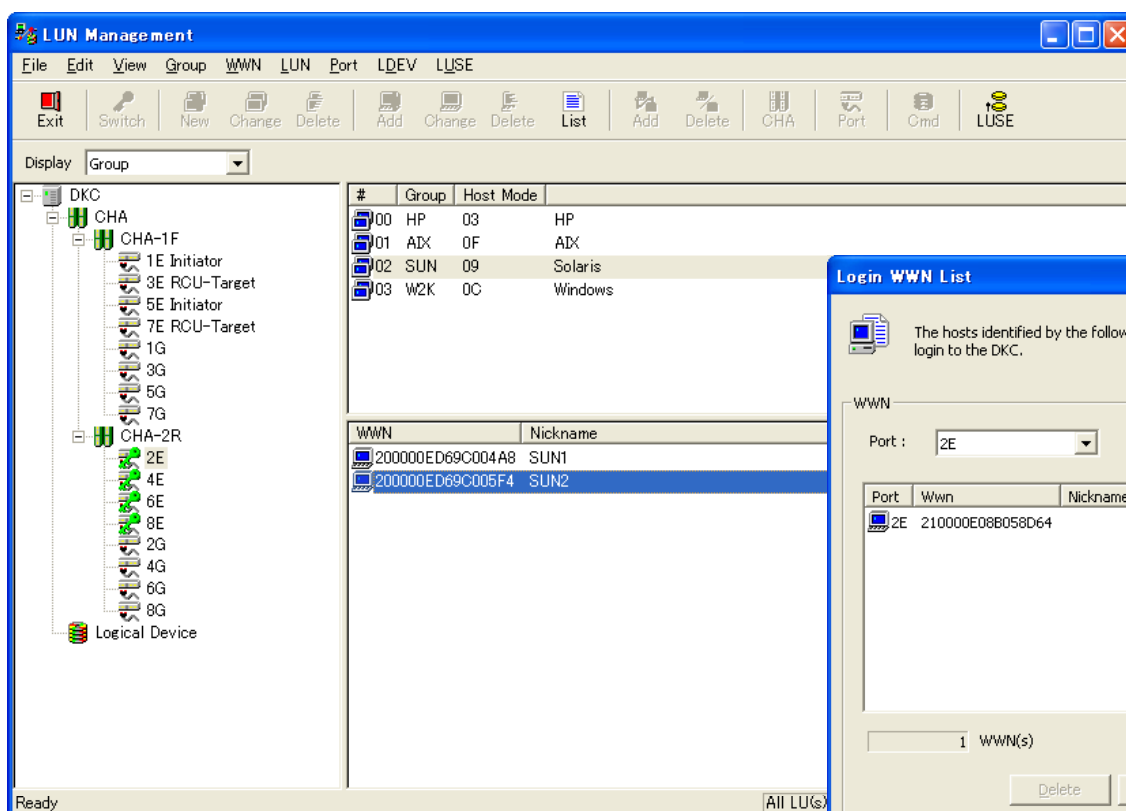 LUN Management
File Edit View Group WWN LUN Port LDEV LUSE
Exit Switch New Change Delete Add Change Delete List Add Delete CHA Port Cmd LUSE
Display Group
DKC
CHA
CHA-1F
1E Initiator
3E RCU-Target
5E Initiator
7E RCU-Target
1G
3G
5G
7G
CHA-2R
2E
4E
6E
8E
2G
4G
6G
8G
Logical Device
# Group Host Mode
00 HP 03 HP
01 AIX 0F AIX
02 SUN 09 Solaris
03 W2K 0C Windows
WWN Nickname
200000ED69C004A8 SUN1
200000ED69C005F4 SUN2
Login WWN List
The hosts identified by the follow
login to the DKC.
WWN
Port : 2E
Port Wwn Nickname
2E 210000E08B058D64
1 WWN(s)
Delete
Ready
All LU(s)